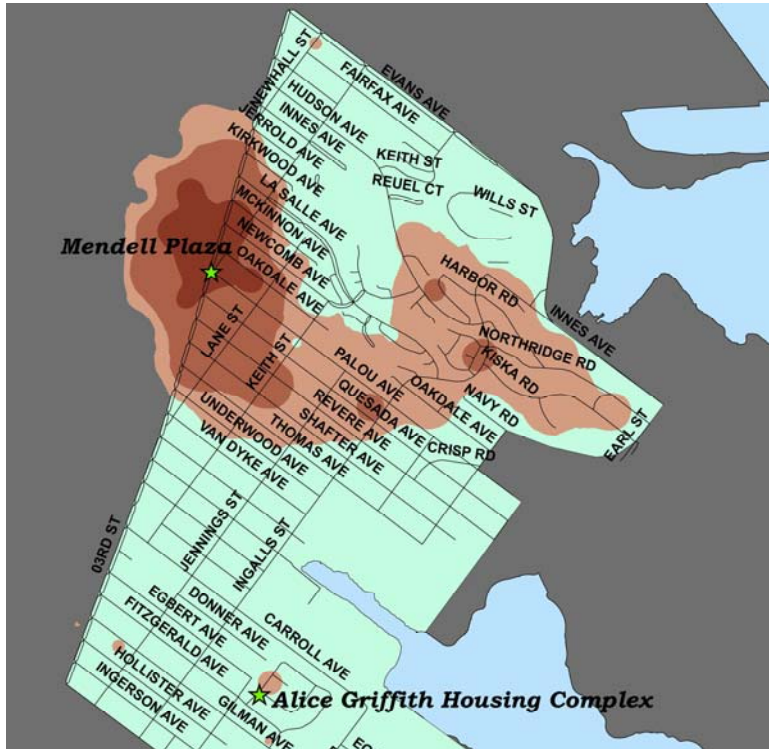 NEWHALL ST
EVANS AVE
FAIRFAX AVE
HUDSON AVE
INNES AVE
JERROLD AVE
KIRKWOOD AVE
KEITH ST
REUEL CT
WILLS ST
LA SALLE AVE
MCKINNON AVE
NEWCOMB AVE
OAKDALE AVE
Mendell Plaza
HARBOR RD
INNES AVE
NORTHRIDGE RD
KISKA RD
LANE ST
KEITH ST
PALOU AVE
OAKDALE AVE
NAVY RD
QUESADA AVE
REVERE AVE
SHAFTER AVE
THOMAS AVE
UNDERWOOD AVE
VAN DYKE AVE
CRISP RD
EARL ST
03RD ST
JENNINGS ST
INGALLS ST
CARROLL AVE
DONNER AVE
EGBERT AVE
FITZGERALD AVE
HOLLISTER AVE
INGERSON AVE
GILMAN AVE
Alice Griffith Housing Complex